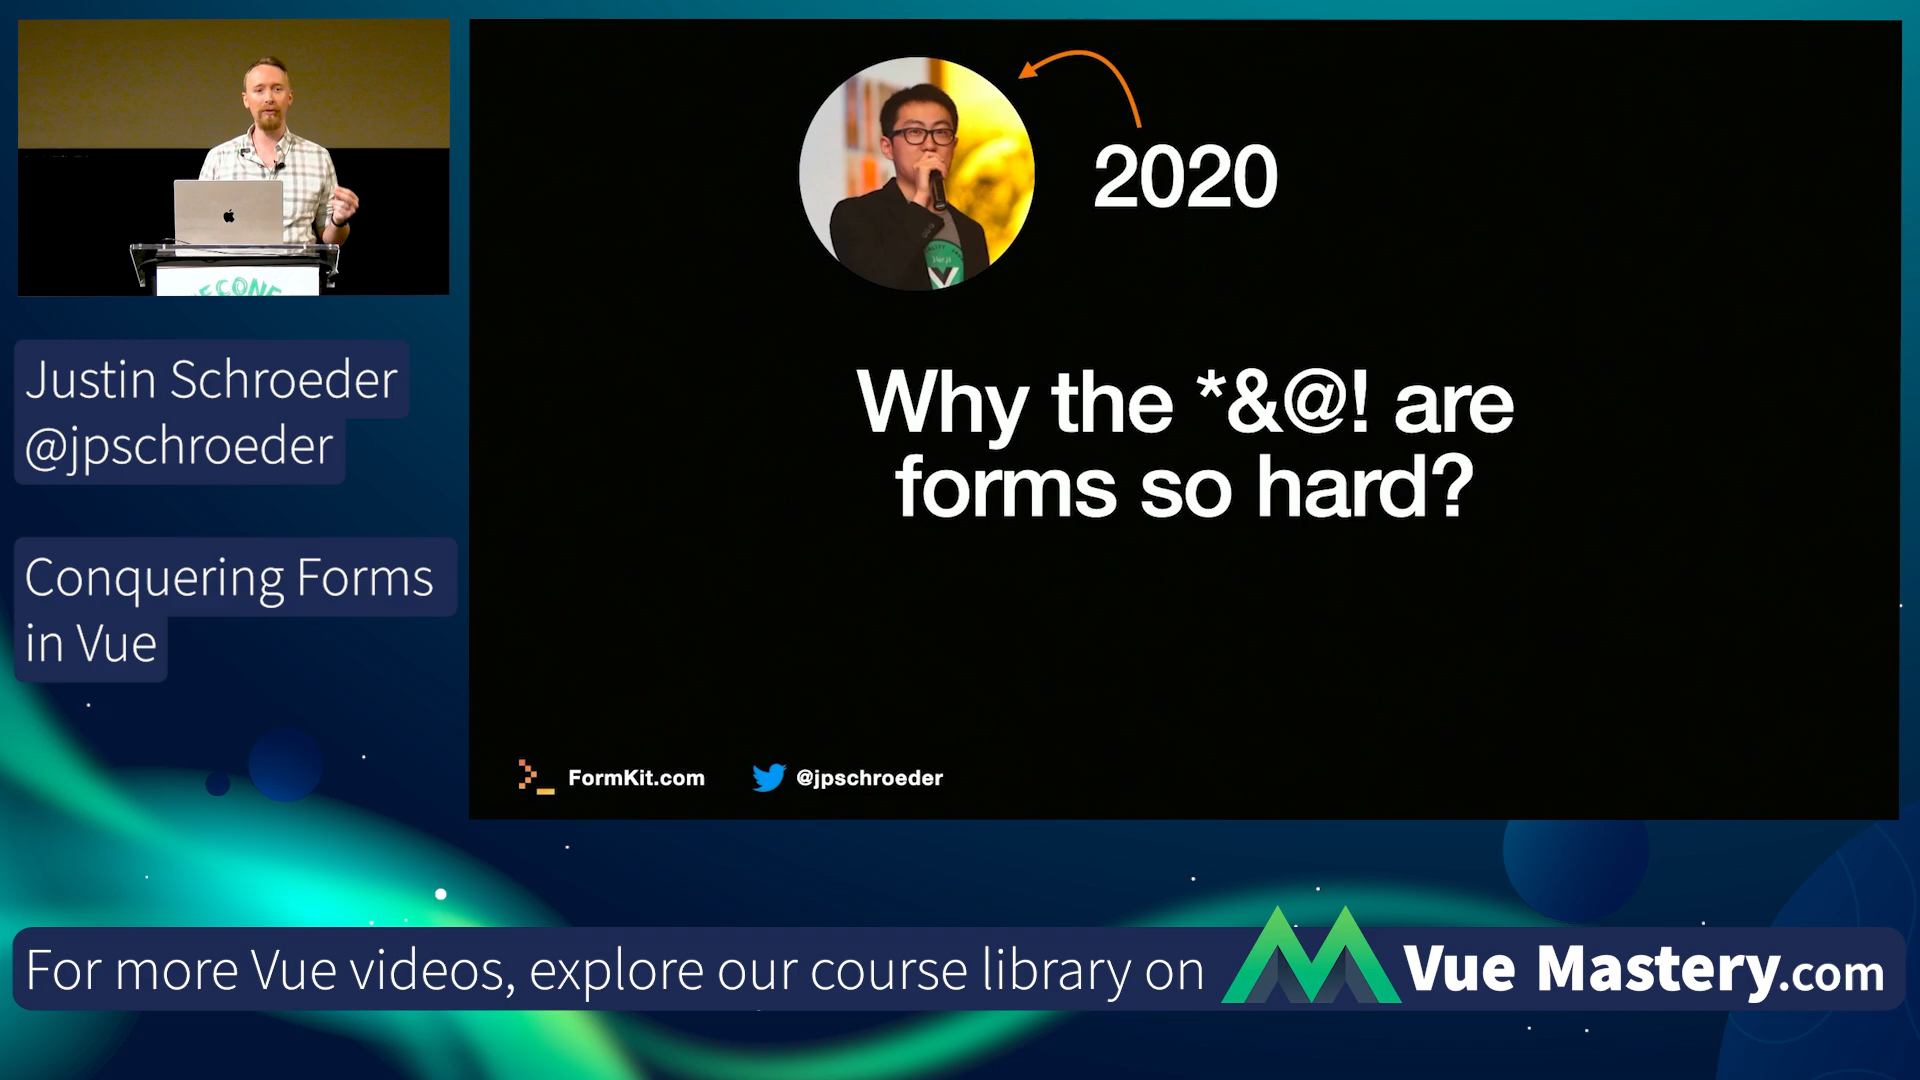 Justin Schroeder
@jpschroeder
Conquering Forms
in Vue
2020
Why the *&@! are
forms so hard?
FormKit.com
@jpschroeder
For more Vue videos, explore our course library on
Vue Mastery.com